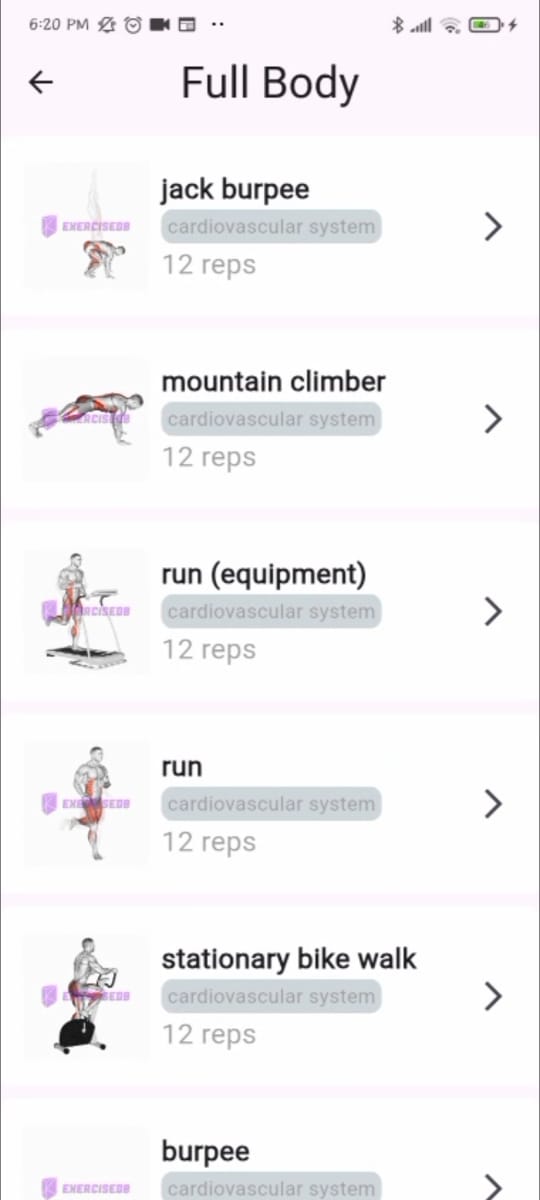 6:20 PM
Full Body
jack burpee
EXERCISEDB
cardiovascular system
12 reps
mountain climber
cardiovascular system
12 reps
run (equipment)
cardiovascular system
12 reps
run
cardiovascular system
12 reps
stationary bike walk
cardiovascular system
12 reps
burpee
EXERCISEDB
cardiovascular system